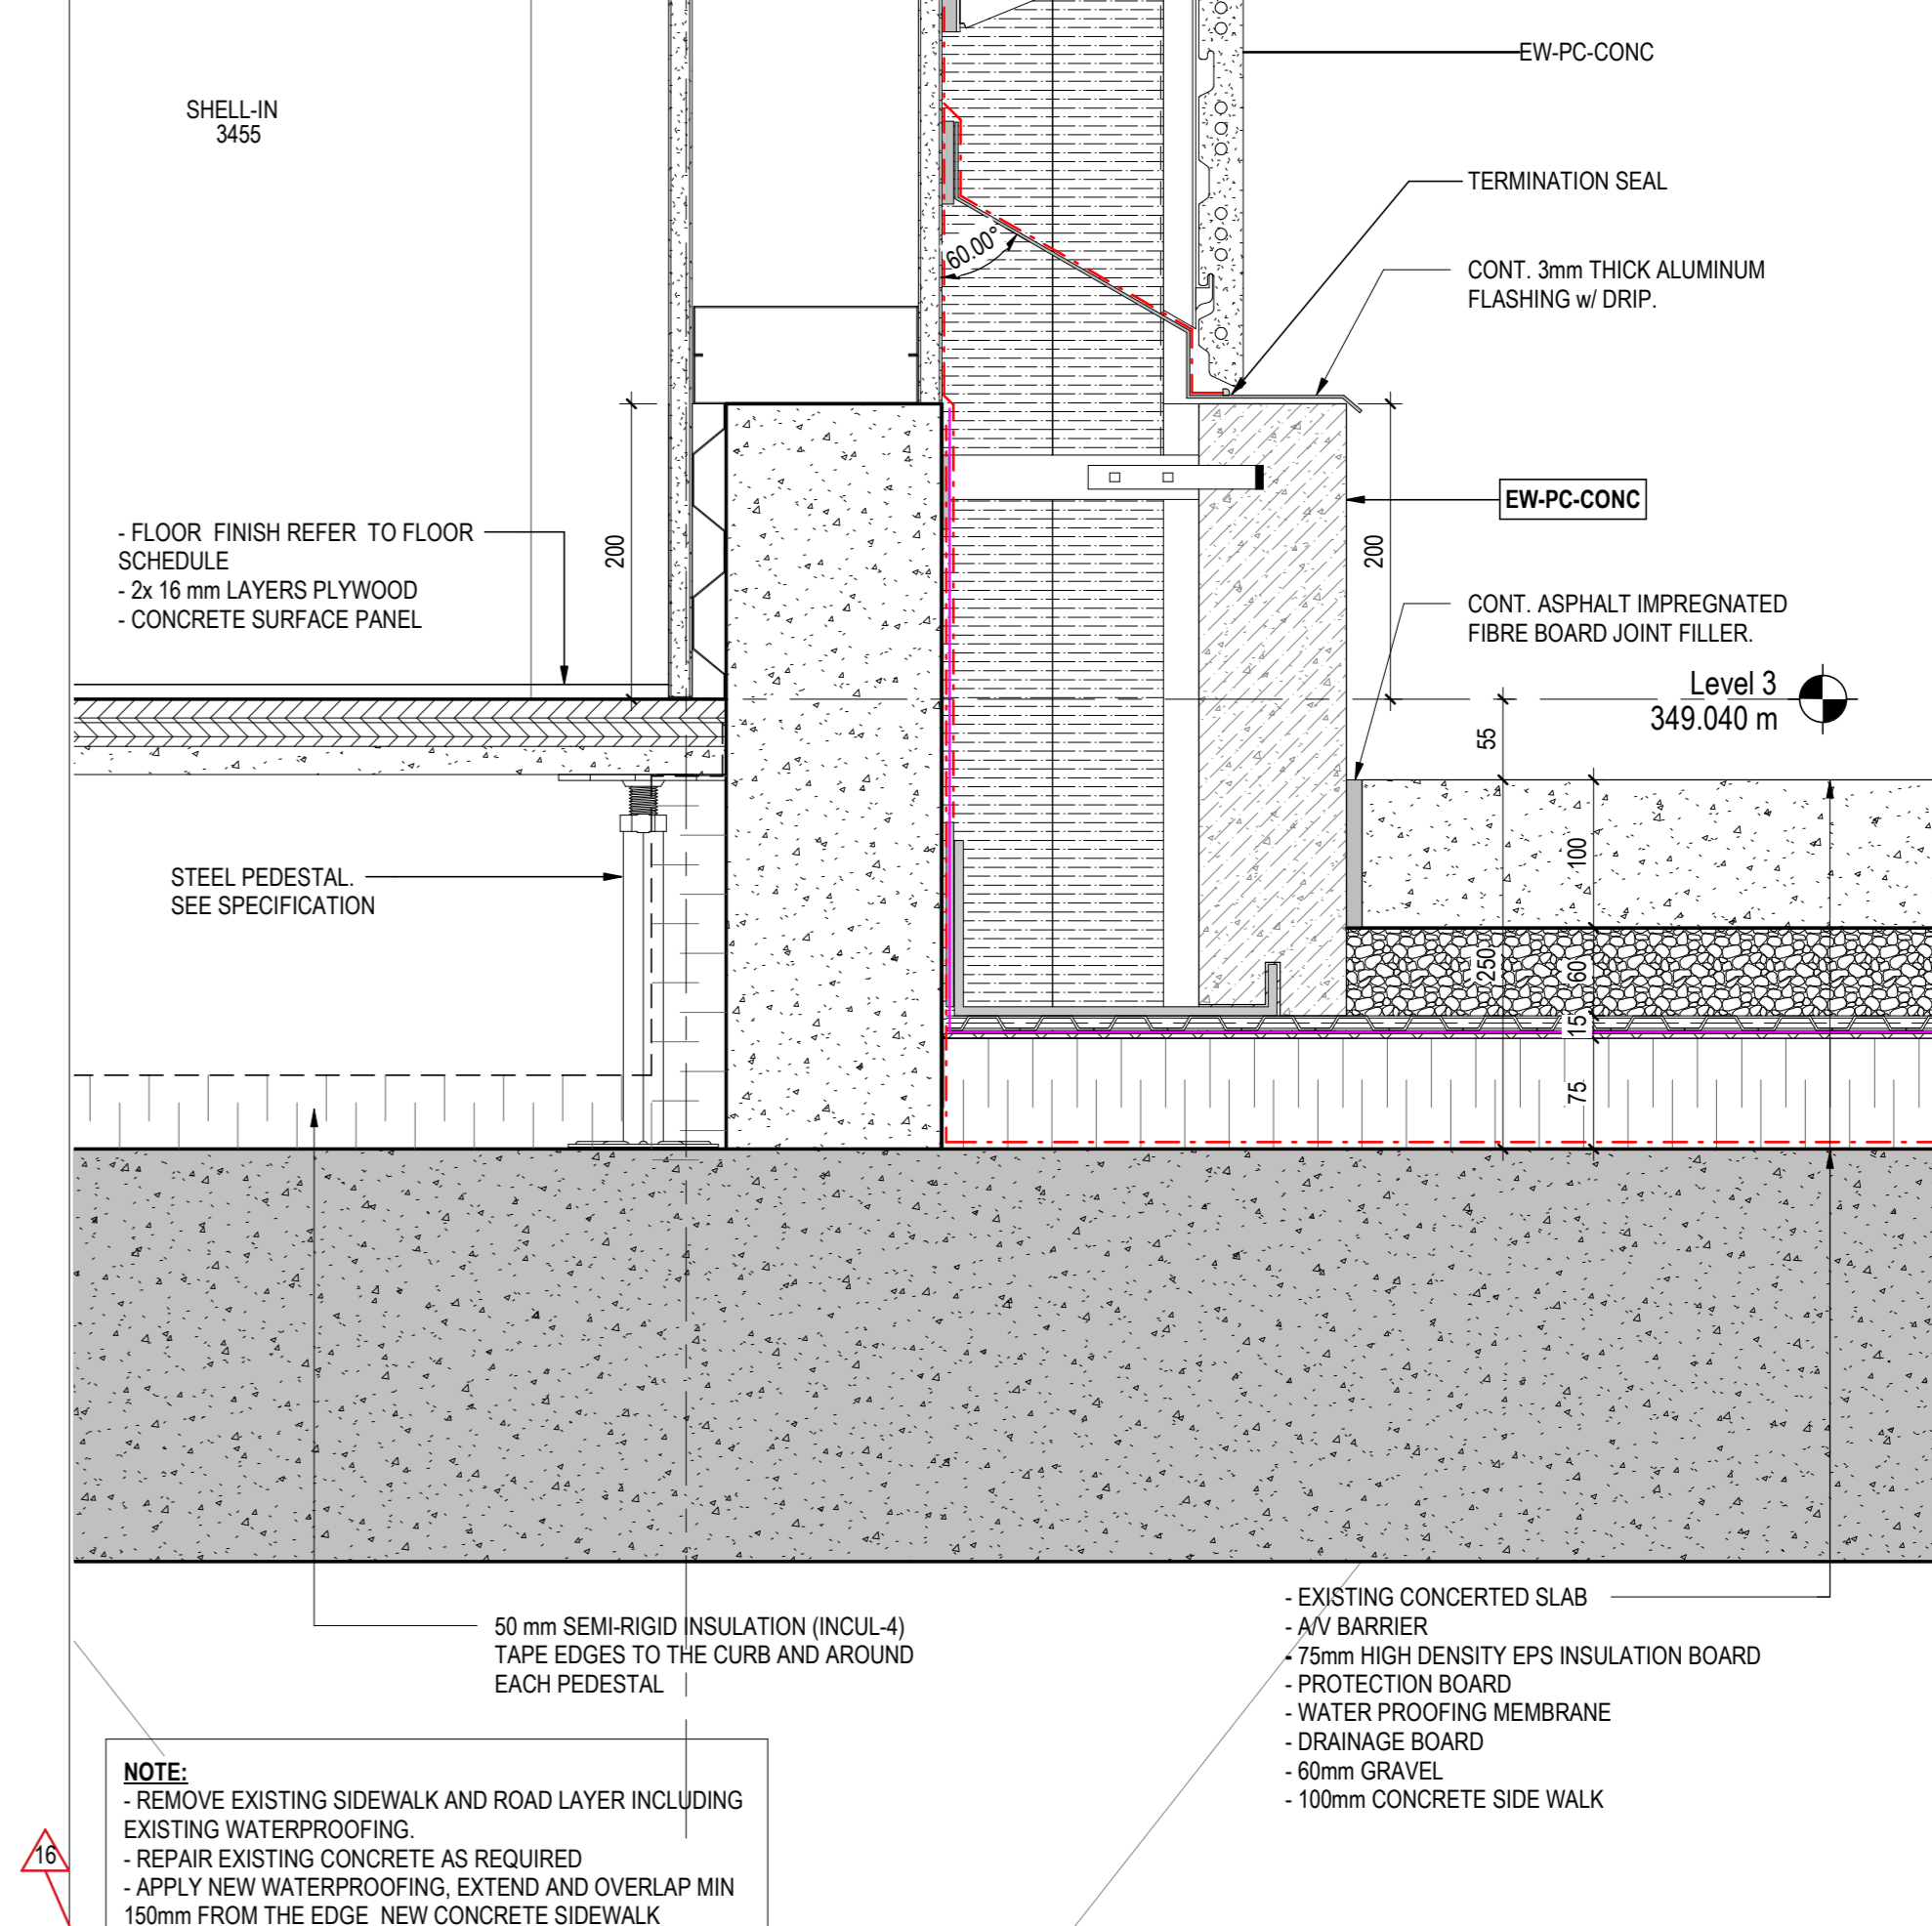 EW-PC-CONC
SHELL-IN
3455
TERMINATION SEAL
60.00°
CONT. 3mm THICK ALUMINUM
FLASHING w/ DRIP.
EW-PC-CONC
- FLOOR FINISH REFER TO FLOOR
SCHEDULE
- 2x 16 mm LAYERS PLYWOOD
- CONCRETE SURFACE PANEL
200
200
CONT. ASPHALT IMPREGNATED
FIBRE BOARD JOINT FILLER.
Level 3
349.040 m
55
STEEL PEDESTAL.
SEE SPECIFICATION
100
250
60
15
75
- EXISTING CONCERTED SLAB
- A/V BARRIER
- 75mm HIGH DENSITY EPS INSULATION BOARD
- PROTECTION BOARD
- WATER PROOFING MEMBRANE
- DRAINAGE BOARD
- 60mm GRAVEL
- 100mm CONCRETE SIDE WALK
50 mm SEMI-RIGID INSULATION (INCUL-4)
TAPE EDGES TO THE CURB AND AROUND
EACH PEDESTAL
NOTE:
- REMOVE EXISTING SIDEWALK AND ROAD LAYER INCLUDING
EXISTING WATERPROOFING.
- REPAIR EXISTING CONCRETE AS REQUIRED
- APPLY NEW WATERPROOFING, EXTEND AND OVERLAP MIN
150mm FROM THE EDGE NEW CONCRETE SIDEWALK
16